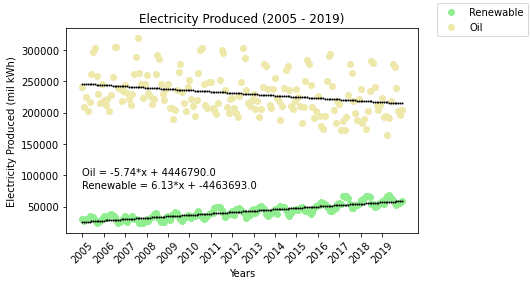 Electricity Produced (2005 - 2019)
Renewable
Oil
Electricity Produced (mil kWh)
300000
250000
200000
150000
100000
50000
Oil = -5.74*x + 4446790.0
Renewable = 6.13*x + -4463693.0
2005 2006 2007 2008 2009 2010 2011 2012 2013 2014 2015 2016 2017 2018 2019
Years